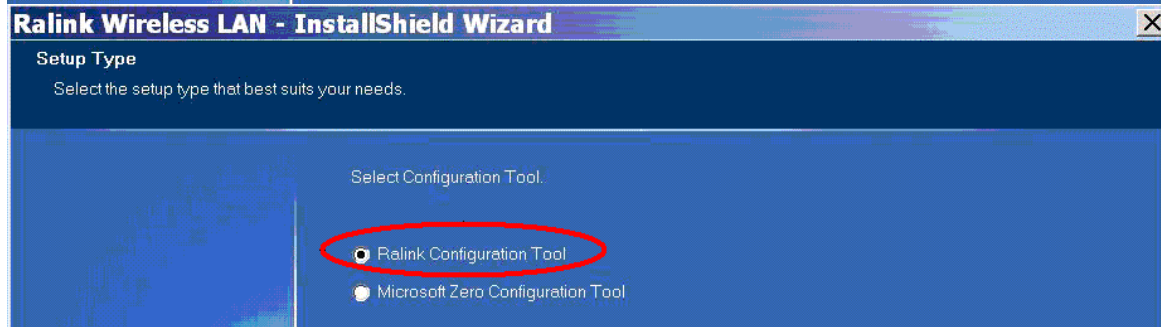 Ralink Wireless LAN - InstallShield Wizard
Setup Type
Select the setup type that best suits your needs.
Select Configuration Tool.
Ralink Configuration Tool
Microsoft Zero Configuration Tool